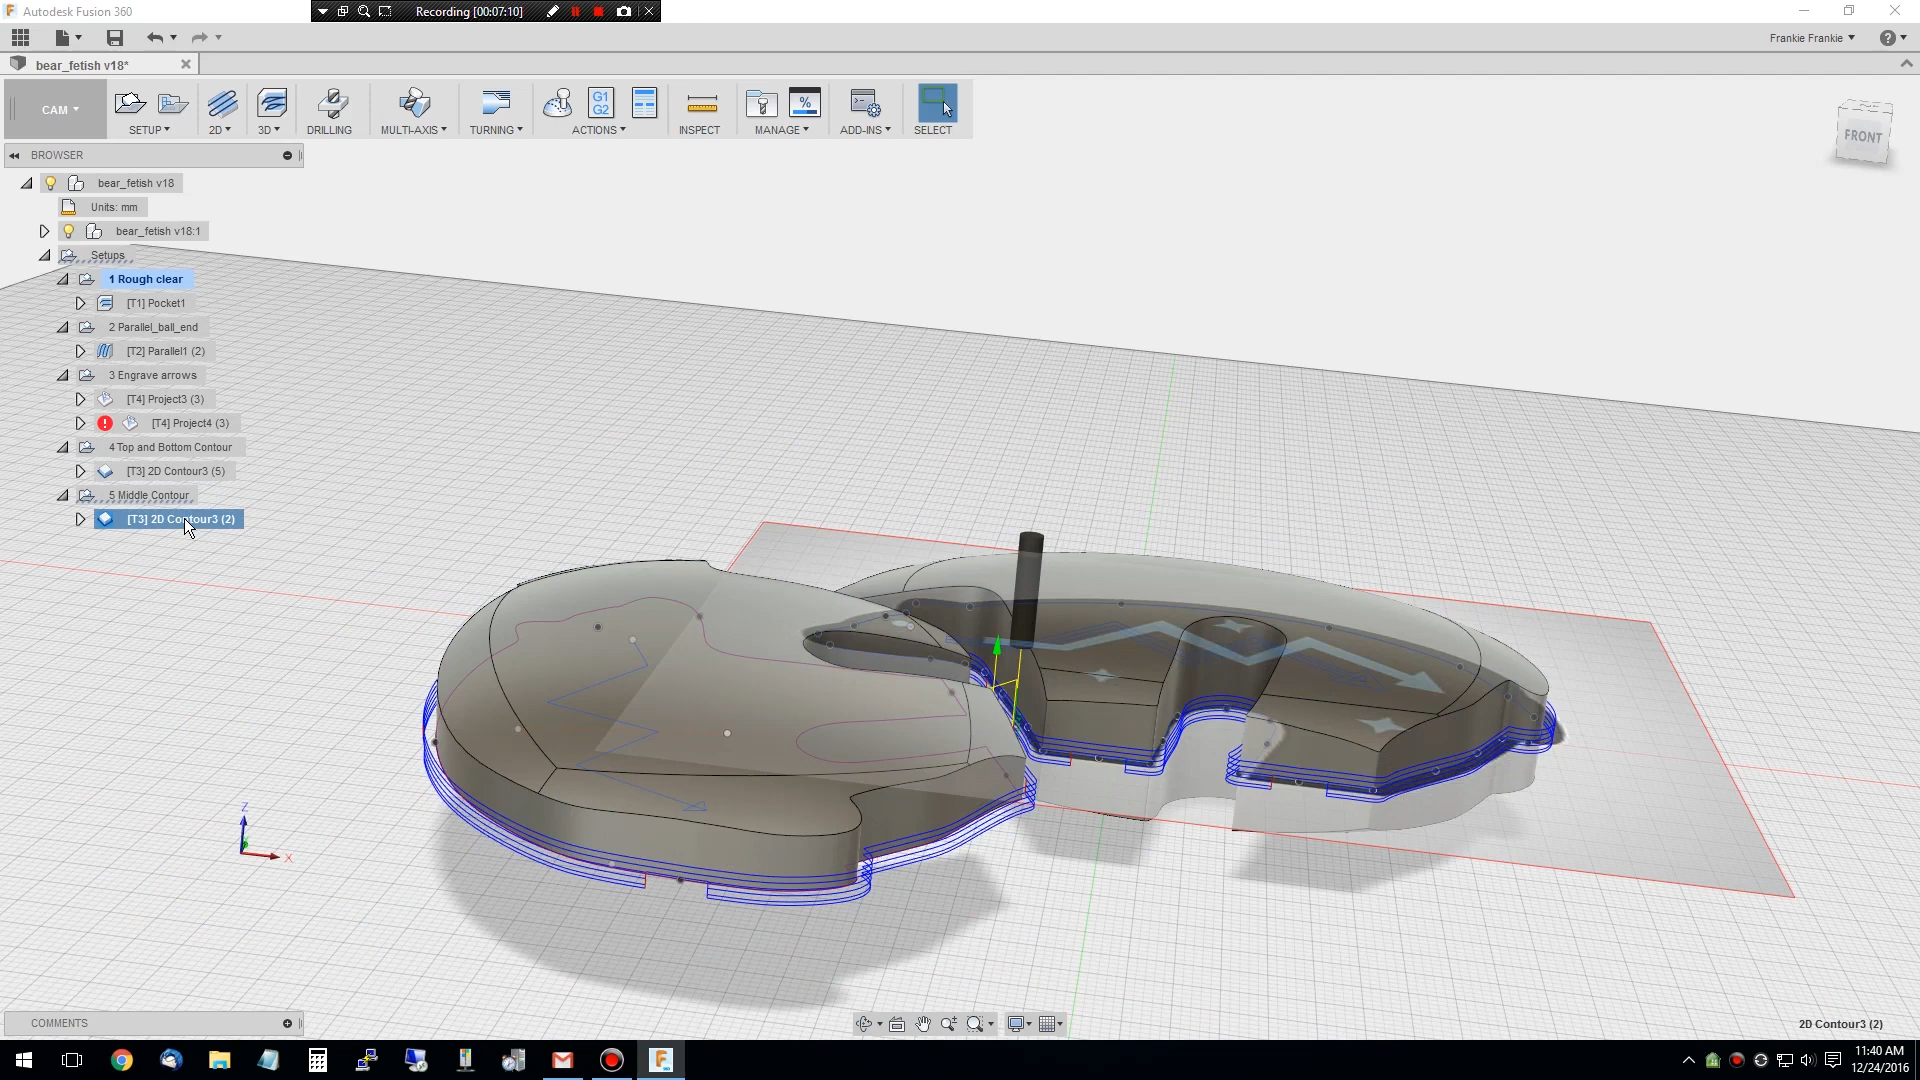 Autodesk Fusion 360
Recording [00:07:10]
Frankie Frankie
bear_fetish v18*
CAM
SETUP
2D
3D
DRILLING
MULTI-AXIS
TURNING
G1
G2
ACTIONS
INSPECT
%
MANAGE
ADD-INS
SELECT
FRONT
BROWSER
bear_fetish v18
Units: mm
bear_fetish v18:1
Setups
1 Rough clear
[T1] Pocket1
2 Parallel_ball_end
[T2] Parallel1 (2)
3 Engrave arrows
[T4] Project3 (3)
[T4] Project4 (3)
4 Top and Bottom Contour
[T3] 2D Contour3 (5)
5 Middle Contour
[T3] 2D Contour3 (2)
Z
X
COMMENTS
2D Contour3 (2)
11:40 AM
12/24/2016